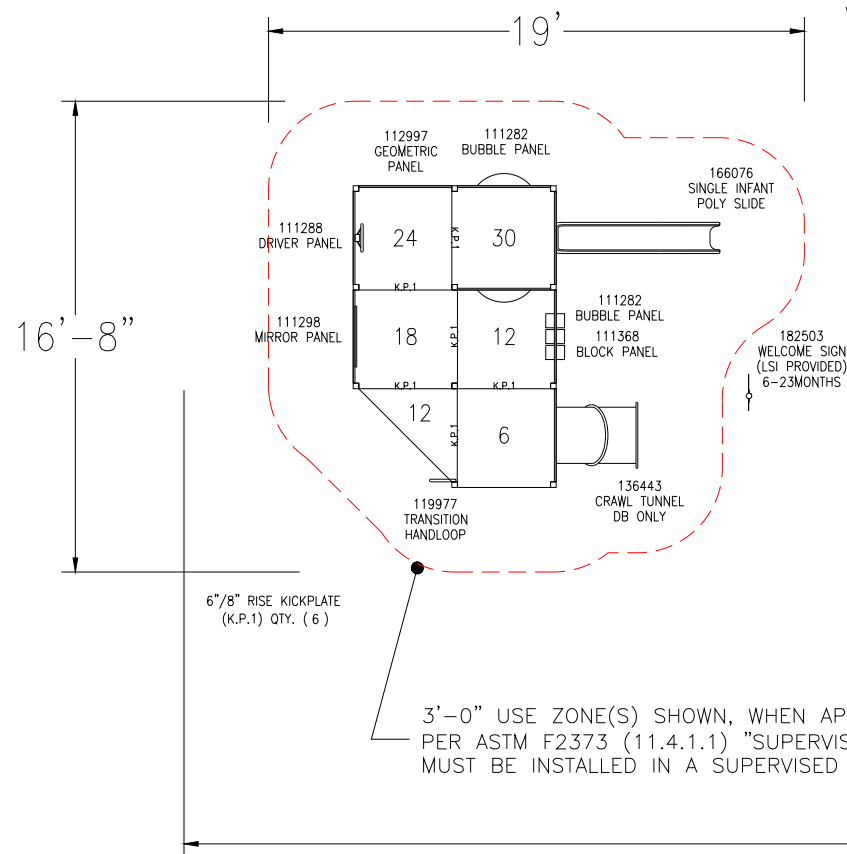 19'
112997
GEOMETRIC
PANEL
111282
BUBBLE PANEL
166076
SINGLE INFANT
POLY SLIDE
111288
DRIVER PANEL
24
K.P.1
30
K.P.1
16'-8"
111298
MIRROR PANEL
18
K.P.1
12
111282
BUBBLE PANEL
111368
BLOCK PANEL
182503
WELCOME SIGN
(LSI PROVIDED)
6-23MONTHS
K.P.1
K.P.1
12
K.P.1
6
136443
CRAWL TUNNEL
DB ONLY
119977
TRANSITION
HANDLOOP
6"/8" RISE KICKPLATE
(K.P.1) QTY. ( 6 )
3'-0" USE ZONE(S) SHOWN, WHEN AP
PER ASTM F2373 (11.4.1.1) "SUPERVIS
MUST BE INSTALLED IN A SUPERVISED